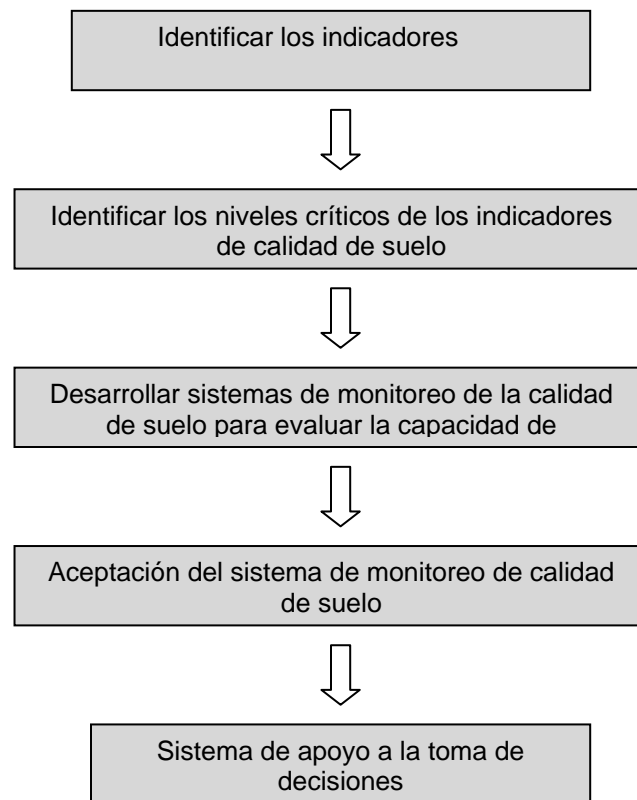 Identificar los indicadores
Identificar los niveles críticos de los indicadores
de calidad de suelo
Desarrollar sistemas de monitoreo de la calidad
de suelo para evaluar la capacidad de
Aceptación del sistema de monitoreo de calidad
de suelo
Sistema de apoyo a la toma de
decisiones